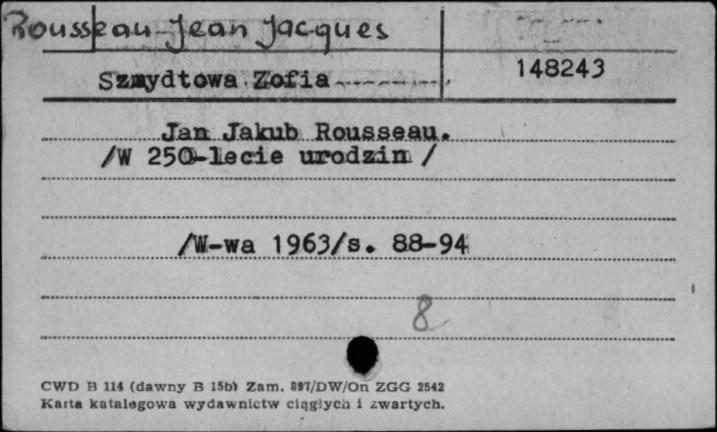 Rousseau Jean Jacques
Szmydtowa Zofia 148243
Jan Jakub Rousseau.
/W 250-lecie urodzin /
/W-wa 1963/s. 88-94
8
CWD B 114 (dawny B 15b) Zam. 897/DW/On ZGG 2542
Karta katalogowa wydawnictw ciągłych i zwartych.